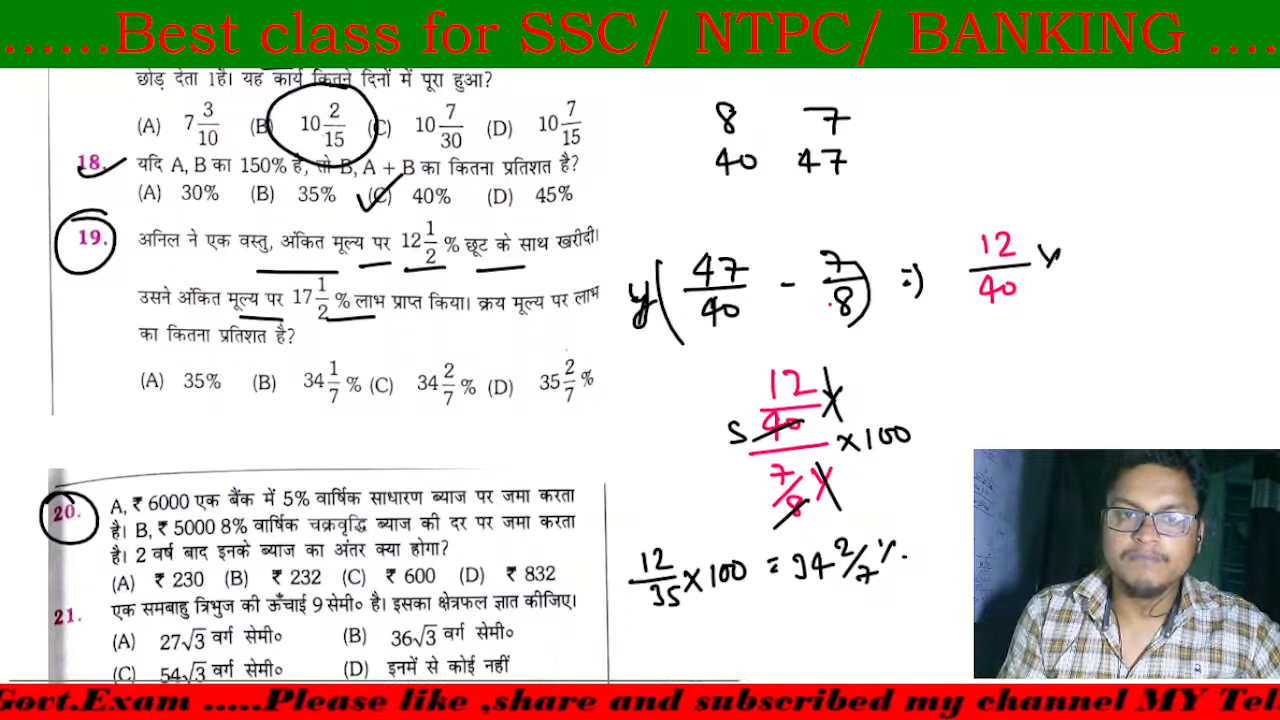 ......Best class for SSC/ NTPC/ BANKING ....
छोड़ देता 1है। यह कार्य कितने दिनों में पूरा हुआ?
(A) 7 3/10 (B) 10 2/15 (C) 10 7/30 (D) 10 7/15
18. यदि A, B का 150% है, तो B, A + B का कितना प्रतिशत है?
(A) 30% (B) 35% (C) 40% (D) 45%
19. अनिल ने एक वस्तु, अंकित मूल्य पर 12 1/2 % छूट के साथ खरीदी।
उसने अंकित मूल्य पर 17 1/2 % लाभ प्राप्त किया। क्रय मूल्य पर लाभ
का कितना प्रतिशत है?
(A) 35% (B) 34 1/7 % (C) 34 2/7 % (D) 35 2/7 %
20. A, ₹ 6000 एक बैंक में 5% वार्षिक साधारण ब्याज पर जमा करता
है। B, ₹ 5000 8% वार्षिक चक्रवृद्धि ब्याज की दर पर जमा करता
है। 2 वर्ष बाद इनके ब्याज का अंतर क्या होगा?
(A) ₹ 230 (B) ₹ 232 (C) ₹ 600 (D) ₹ 832
21. एक समबाहु त्रिभुज की ऊँचाई 9 सेमी० है। इसका क्षेत्रफल ज्ञात कीजिए।
(A) 27√3 वर्ग सेमी० (B) 36√3 वर्ग सेमी०
(C) 54√3 वर्ग सेमी० (D) इनमें से कोई नहीं
8 7
40 47
y(47/40 - 7/8) => 12/40 y
12/40 y
5
× 100
7/8 y
12/35 × 100 = 34 2/7 %.
Govt.Exam .....Please like ,share and subscribed my channel MY Tel